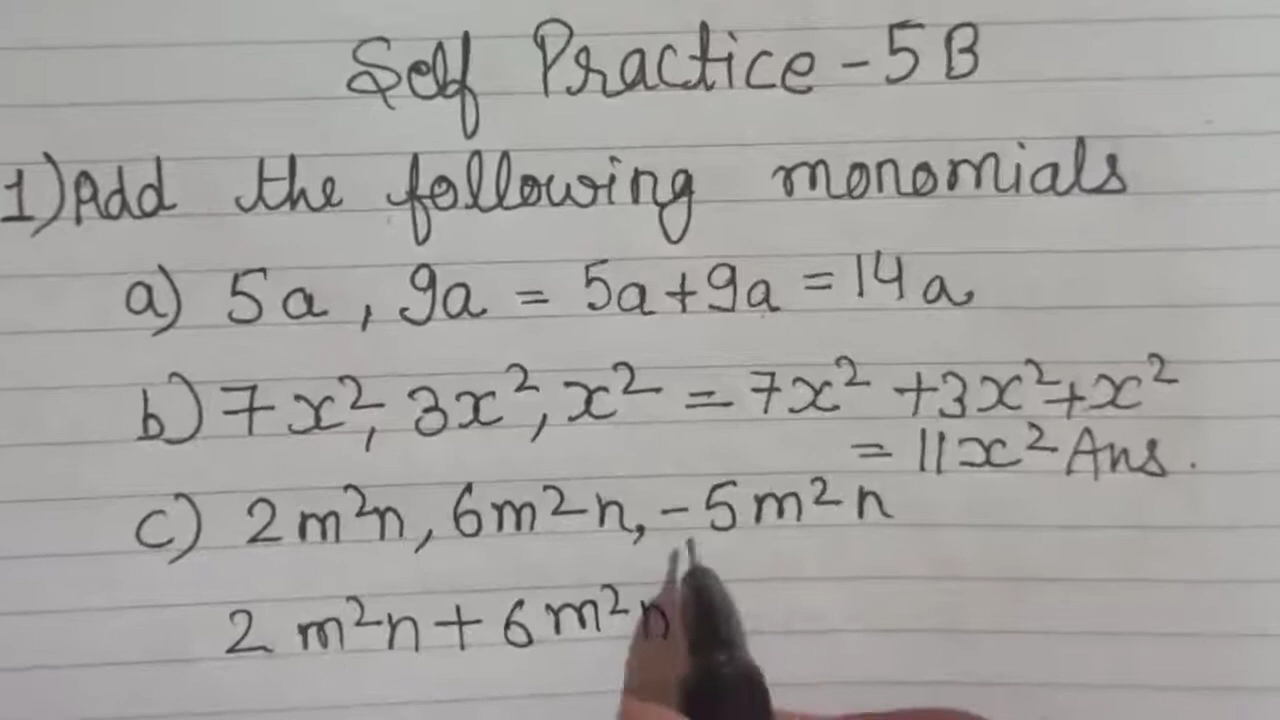 Self Practice - 5B
1) Add the following monomials
a) 5a, 9a = 5a+9a = 14a
b) 7x², 3x², x² = 7x² + 3x² + x²
= 11x² Ans.
c) 2m²n, 6m²n, -5m²n
2m²n + 6m²n